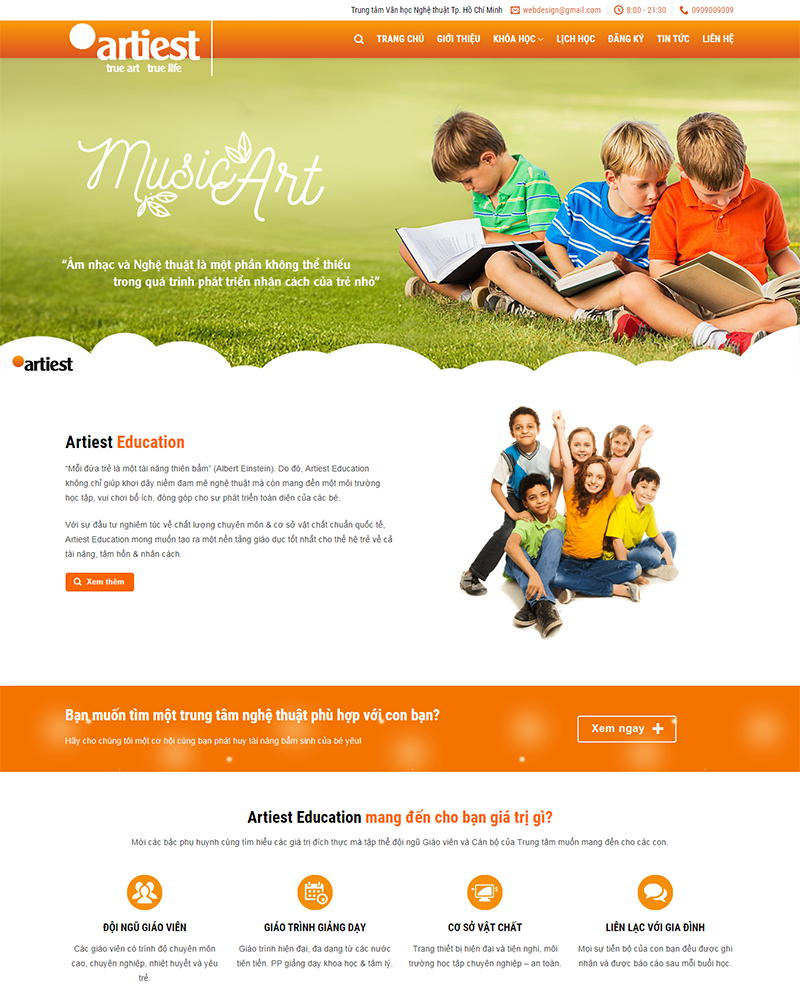 Trung tâm Văn học Nghệ thuật Tp. Hồ Chí Minh webdesign@gmail.com 8:00 - 21:30 0909009009
artiest
true art true life
TRANG CHỦ GIỚI THIỆU KHÓA HỌC LỊCH HỌC ĐĂNG KÝ TIN TỨC LIÊN HỆ
Music Art
“Âm nhạc và Nghệ thuật là một phần không thể thiếu
trong quá trình phát triển nhân cách của trẻ nhỏ”
artiest
Artiest Education
“Mỗi đứa trẻ là một tài năng thiên bẩm” (Albert Einstein). Do đó, Artiest Education
không chỉ giúp khơi dậy niềm đam mê nghệ thuật mà còn mang đến một môi trường
học tập, vui chơi bổ ích, đóng góp cho sự phát triển toàn diện của các bé.
Với sự đầu tư nghiêm túc về chất lượng chuyên môn & cơ sở vật chất chuẩn quốc tế,
Artiest Education mong muốn tạo ra một nền tảng giáo dục tốt nhất cho thế hệ trẻ về cả
tài năng, tâm hồn & nhân cách.
Xem thêm
Bạn muốn tìm một trung tâm nghệ thuật phù hợp với con bạn?
Hãy cho chúng tôi một cơ hội cùng bạn phát huy tài năng bẩm sinh của bé yêu!
Xem ngay
Artiest Education mang đến cho bạn giá trị gì?
Mời các bậc phụ huynh cùng tìm hiểu các giá trị đích thực mà tập thể đội ngũ Giáo viên và Cán bộ của Trung tâm muốn mang đến cho các con.
ĐỘI NGŨ GIÁO VIÊN
Các giáo viên có trình độ chuyên môn
cao, chuyên nghiệp, nhiệt huyết và yêu
trẻ.
GIÁO TRÌNH GIẢNG DẠY
Giáo trình hiện đại, đa dạng từ các nước
tiên tiến. PP giảng dạy khoa học & tâm lý.
CƠ SỞ VẬT CHẤT
Trang thiết bị hiện đại và tiện nghi, môi
trường học tập chuyên nghiệp – an toàn.
LIÊN LẠC VỚI GIA ĐÌNH
Mọi sự tiến bộ của con bạn đều được ghi
nhận và được báo cáo sau mỗi buổi học.